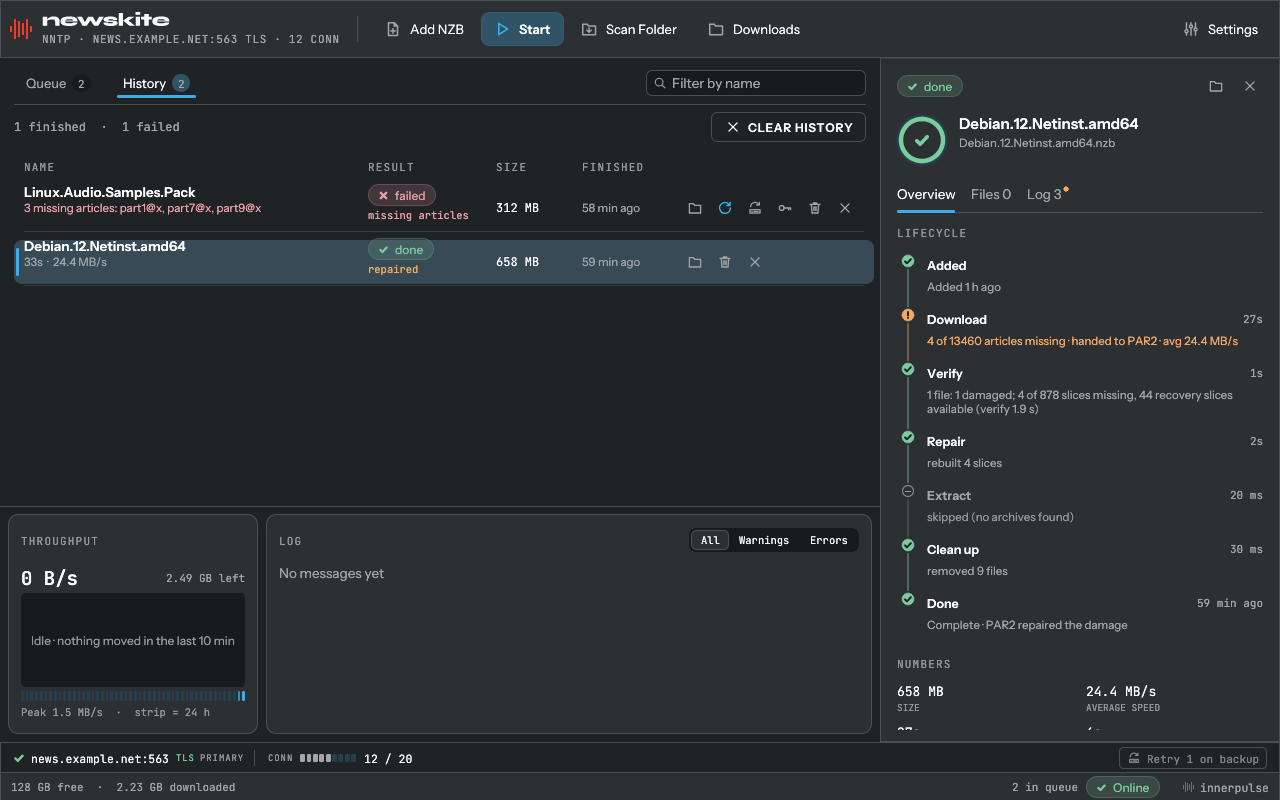 newskite
NNTP · NEWS.EXAMPLE.NET:563 TLS · 12 CONN
Add NZB
Start
Scan Folder
Downloads
Settings
Queue 2
History 2
Filter by name
1 finished · 1 failed
CLEAR HISTORY
NAME RESULT SIZE FINISHED
Linux.Audio.Samples.Pack
3 missing articles: part1@x, part7@x, part9@x
failed
missing articles
312 MB
58 min ago
Debian.12.Netinst.amd64
33s · 24.4 MB/s
done
repaired
658 MB
59 min ago
THROUGHPUT
0 B/s
2.49 GB left
Idle · nothing moved in the last 10 min
Peak 1.5 MB/s · strip = 24 h
LOG
All Warnings Errors
No messages yet
done
Debian.12.Netinst.amd64
Debian.12.Netinst.amd64.nzb
Overview Files 0 Log 3
LIFECYCLE
Added
Added 1 h ago
Download 27s
4 of 13460 articles missing · handed to PAR2 · avg 24.4 MB/s
Verify 1s
1 file: 1 damaged; 4 of 878 slices missing, 44 recovery slices
available (verify 1.9 s)
Repair 2s
rebuilt 4 slices
Extract 20 ms
skipped (no archives found)
Clean up 30 ms
removed 9 files
Done 59 min ago
Complete · PAR2 repaired the damage
NUMBERS
658 MB 24.4 MB/s
SIZE AVERAGE SPEED
news.example.net:563 TLS PRIMARY
CONN 12 / 20
Retry 1 on backup
128 GB free · 2.23 GB downloaded
2 in queue
Online
innerpulse